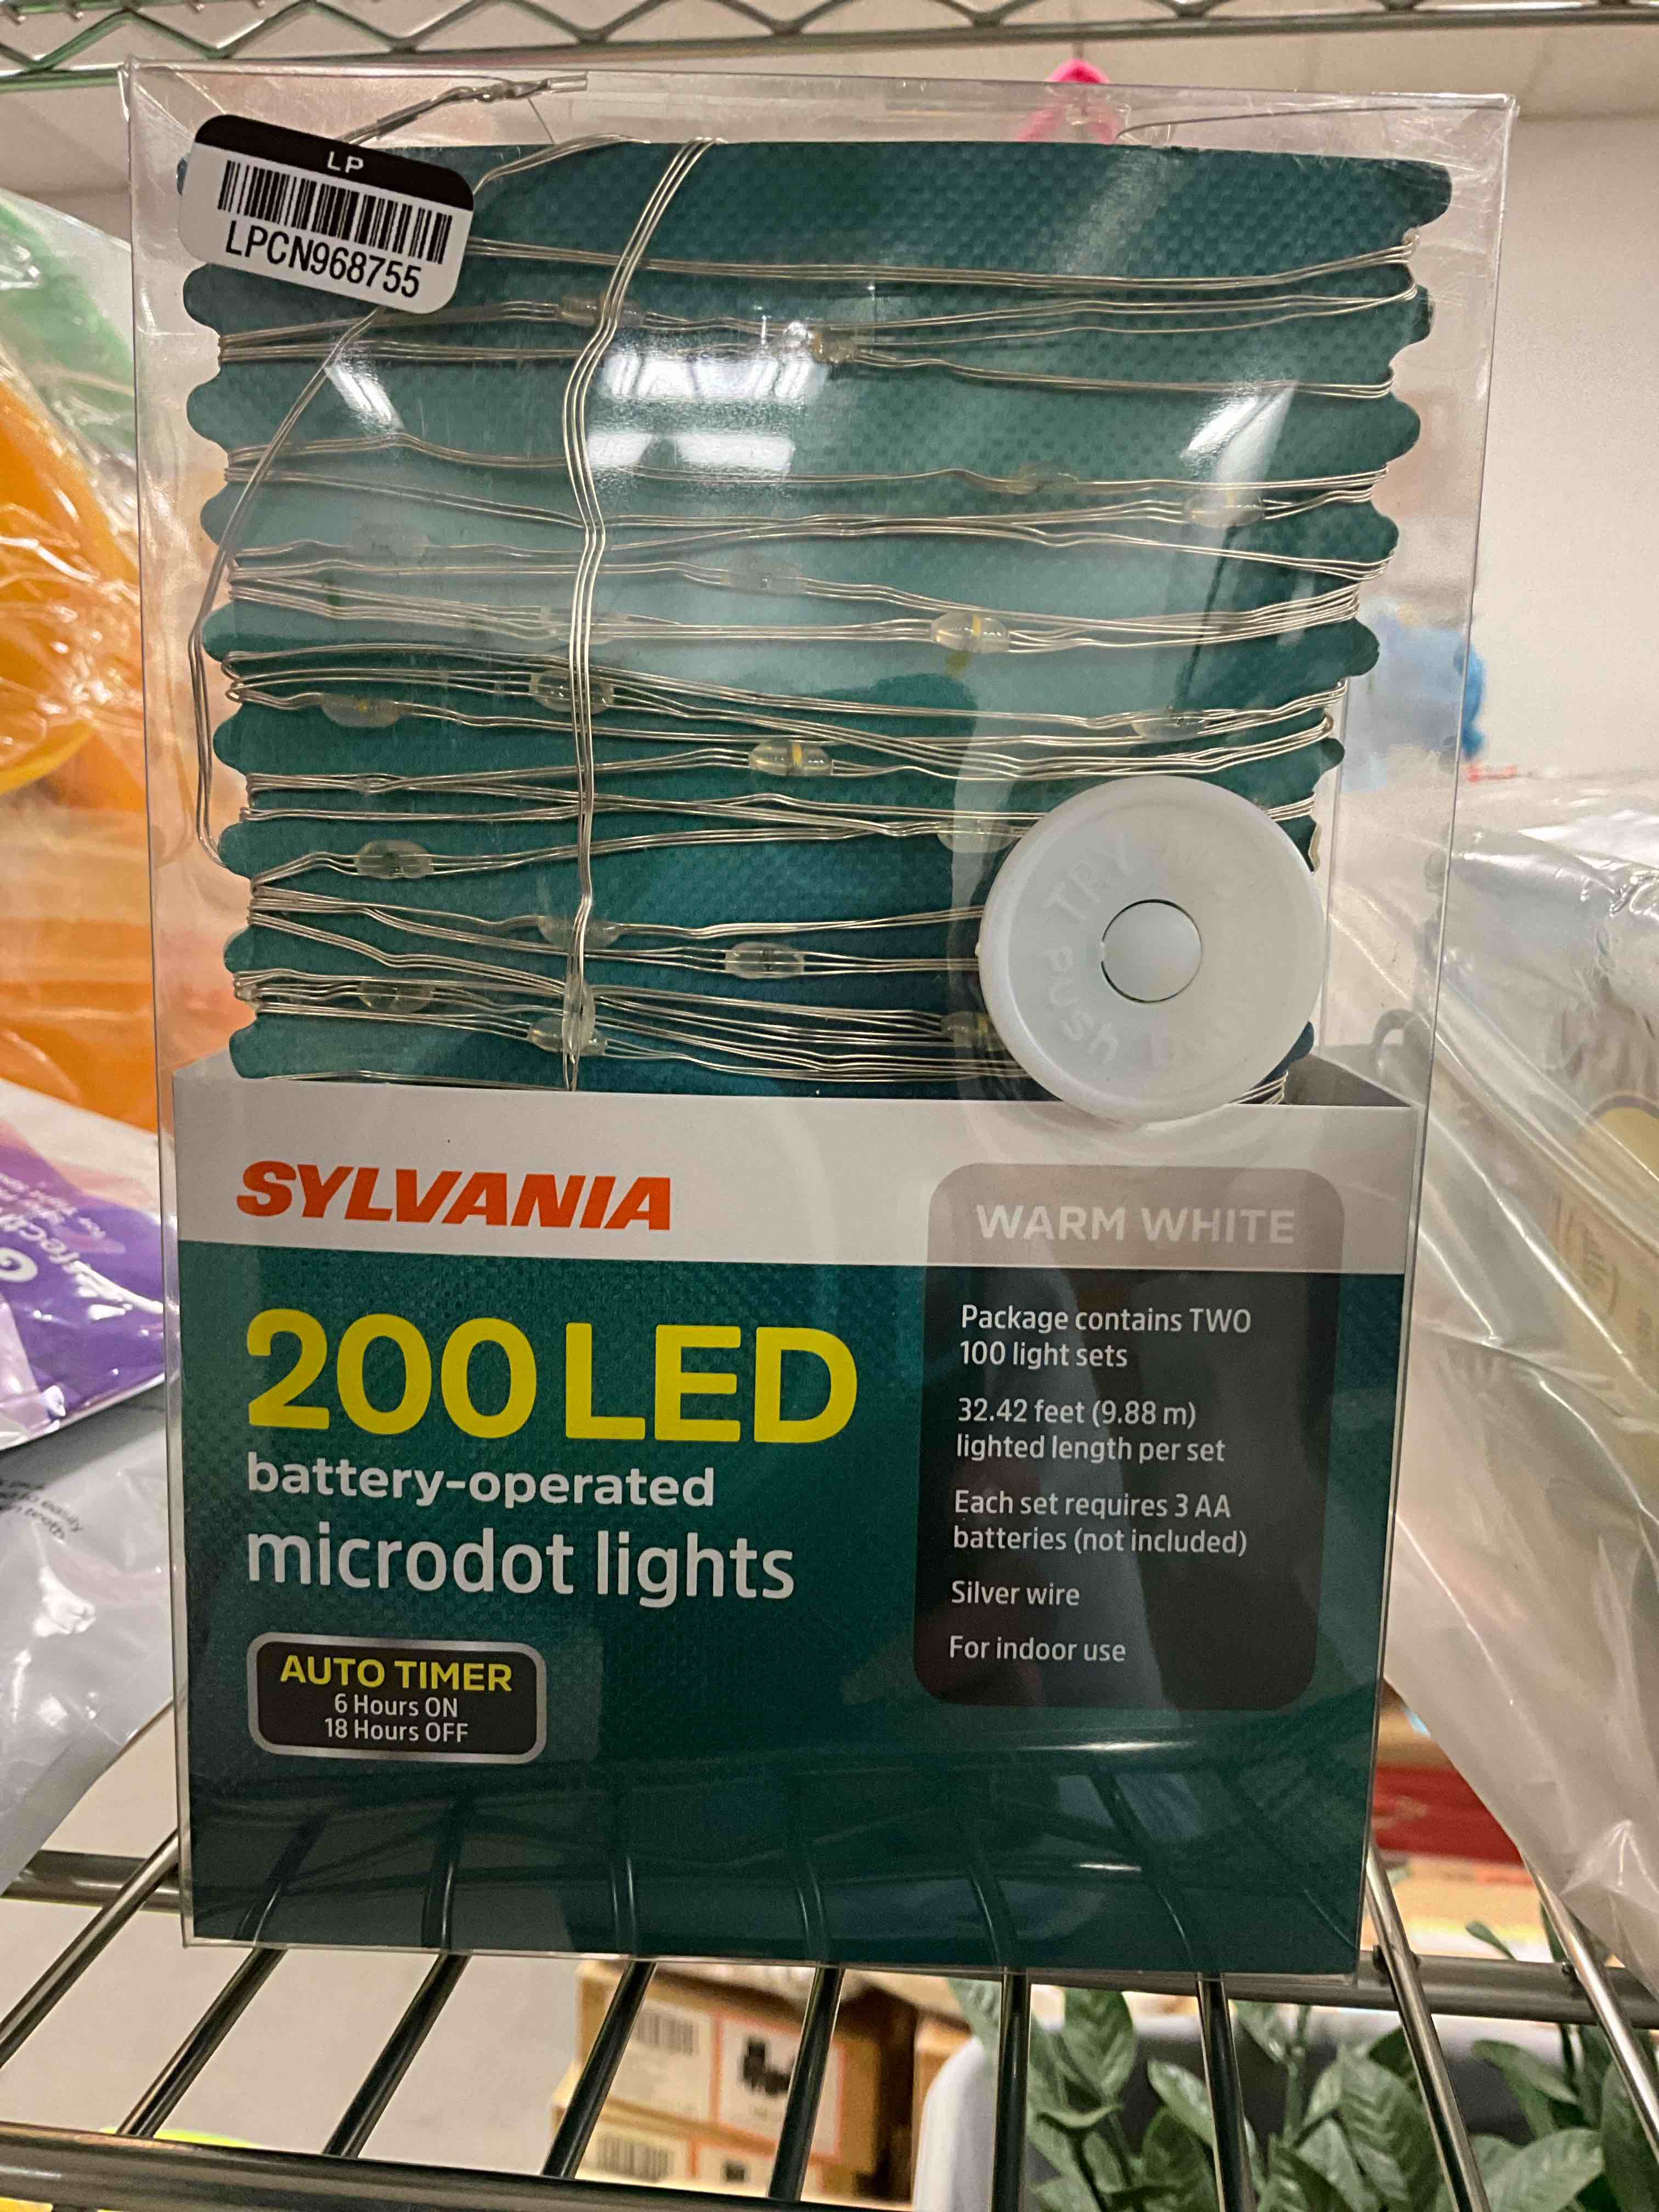 LP
LPCN968755
TRY ME
PUSH
SYLVANIA
WARM WHITE
200 LED
battery-operated
microdot lights
AUTO TIMER
6 Hours ON
18 Hours OFF
Package contains TWO
100 light sets
32.42 feet (9.88 m)
lighted length per set
Each set requires 3 AA
batteries (not included)
Silver wire
For indoor use